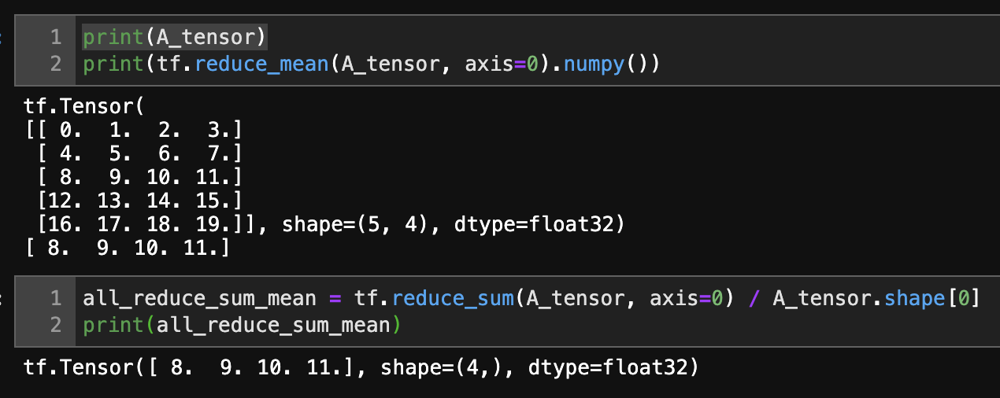 1 print(A_tensor)
2 print(tf.reduce_mean(A_tensor, axis=0).numpy())
tf.Tensor(
[[ 0.  1.  2.  3.]
 [ 4.  5.  6.  7.]
 [ 8.  9. 10. 11.]
 [12. 13. 14. 15.]
 [16. 17. 18. 19.]], shape=(5, 4), dtype=float32)
[ 8.  9. 10. 11.]
1 all_reduce_sum_mean = tf.reduce_sum(A_tensor, axis=0) / A_tensor.shape[0]
2 print(all_reduce_sum_mean)
tf.Tensor([ 8.  9. 10. 11.], shape=(4,), dtype=float32)